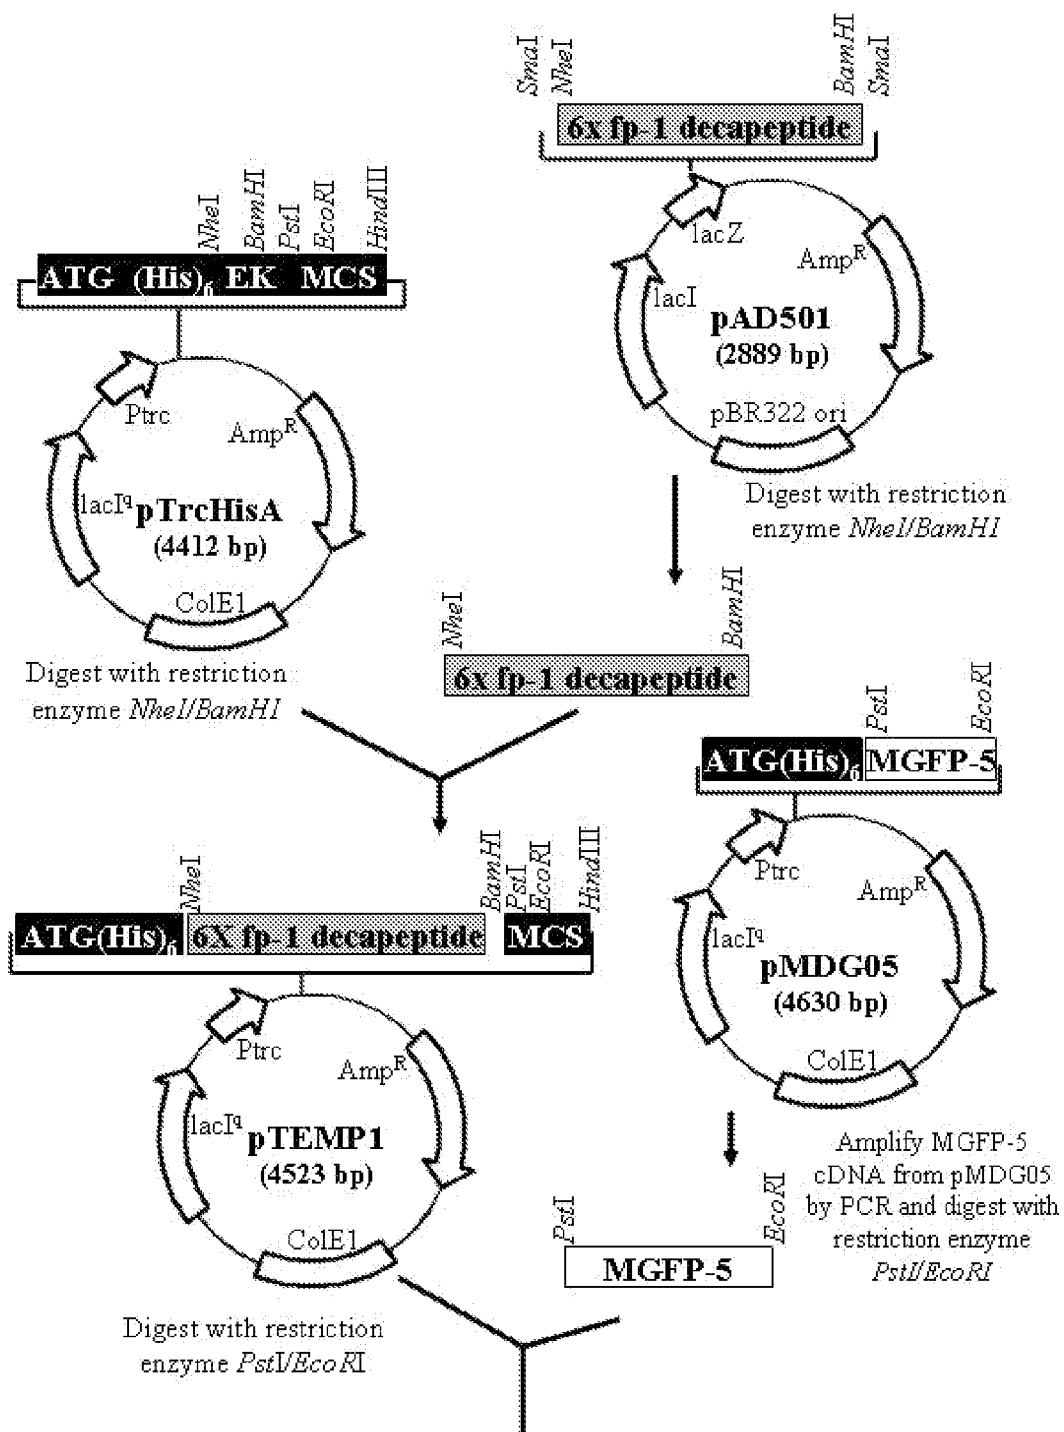 SmaI
NheI
BamHI
SmaI
6x fp-1 decapeptide
lacZ
AmpR
lacI
pAD501
(2889 bp)
pBR322 ori
Digest with restriction
enzyme NheI/BamHI
NheI
BamHI
PstI
EcoRI
HindIII
ATG (His)6 EK MCS
Ptrc
AmpR
lacIq
pTrcHisA
(4412 bp)
ColE1
Digest with restriction
enzyme NheI/BamHI
NheI
BamHI
6x fp-1 decapeptide
PstI
EcoRI
ATG(His)6 MGFP-5
Ptrc
AmpR
lacIq
pMDG05
(4630 bp)
ColE1
Amplify MGFP-5
cDNA from pMDG05
by PCR and digest with
restriction enzyme
PstI/EcoRI
NheI
BamHI
PstI
EcoRI
HindIII
ATG(His)6 6X fp-1 decapeptide MCS
Ptrc
AmpR
lacIq
pTEMP1
(4523 bp)
ColE1
Digest with restriction
enzyme PstI/EcoRI
PstI
EcoRI
MGFP-5